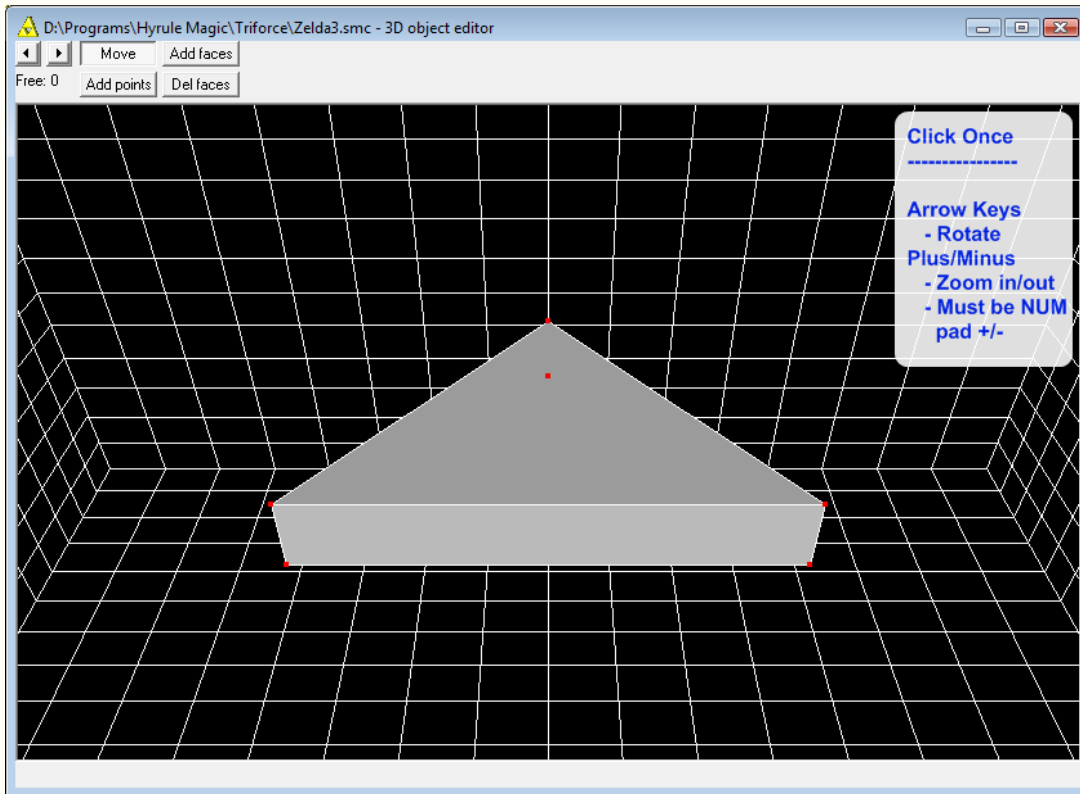 D:\Programs\Hyrule Magic\Triforce\Zelda3.smc - 3D object editor
Move Add faces
Free: 0 Add points Del faces
Click Once
----------------
Arrow Keys
- Rotate
Plus/Minus
- Zoom in/out
- Must be NUM
pad +/-